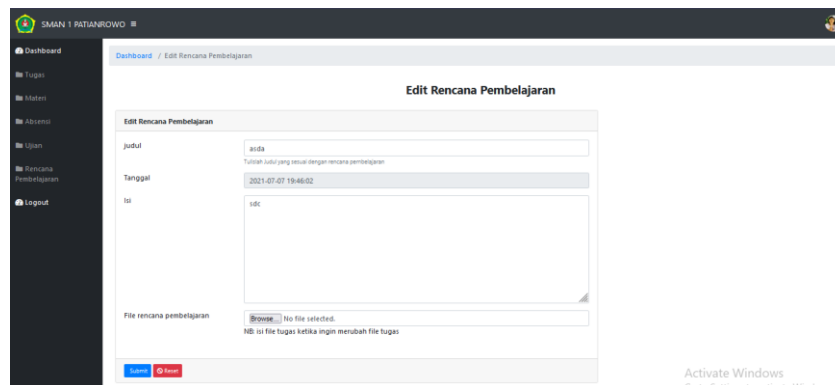 SMAN 1 PATIANROWO
Dashboard
Tugas
Materi
Absensi
Ujian
Rencana
Pembelajaran
Logout
Dashboard / Edit Rencana Pembelajaran
Edit Rencana Pembelajaran
Edit Rencana Pembelajaran
judul
asda
Tulislah Judul yang sesuai dengan rencana pembelajaran
Tanggal
2021-07-07 19:46:02
Isi
sdc
File rencana pembelajaran
Browse... No file selected.
NB: isi file tugas ketika ingin merubah file tugas
Submit Reset
Activate Windows